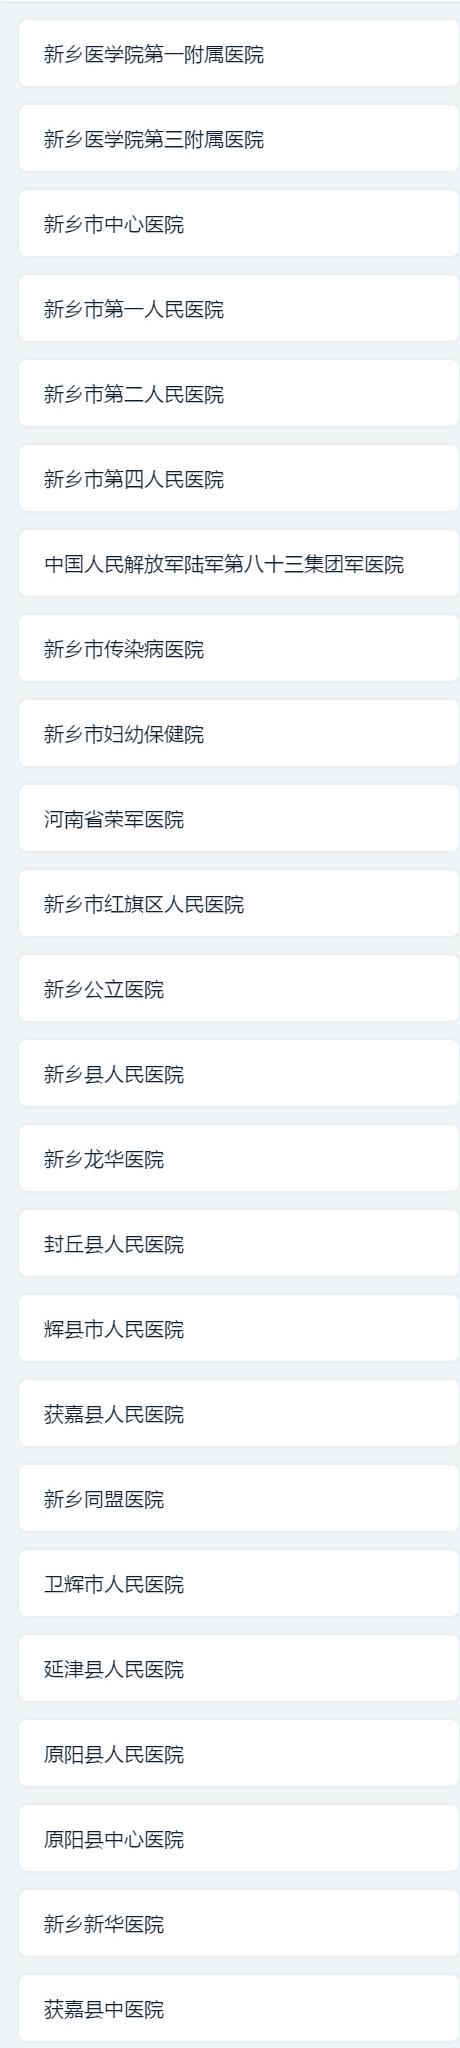 新乡医学院第一附属医院
新乡医学院第三附属医院
新乡市中心医院
新乡市第一人民医院
新乡市第二人民医院
新乡市第四人民医院
中国人民解放军陆军第八十三集团军医院
新乡市传染病医院
新乡市妇幼保健院
河南省荣军医院
新乡市红旗区人民医院
新乡公立医院
新乡县人民医院
新乡龙华医院
封丘县人民医院
辉县市人民医院
获嘉县人民医院
新乡同盟医院
卫辉市人民医院
延津县人民医院
原阳县人民医院
原阳县中心医院
新乡新华医院
获嘉县中医院